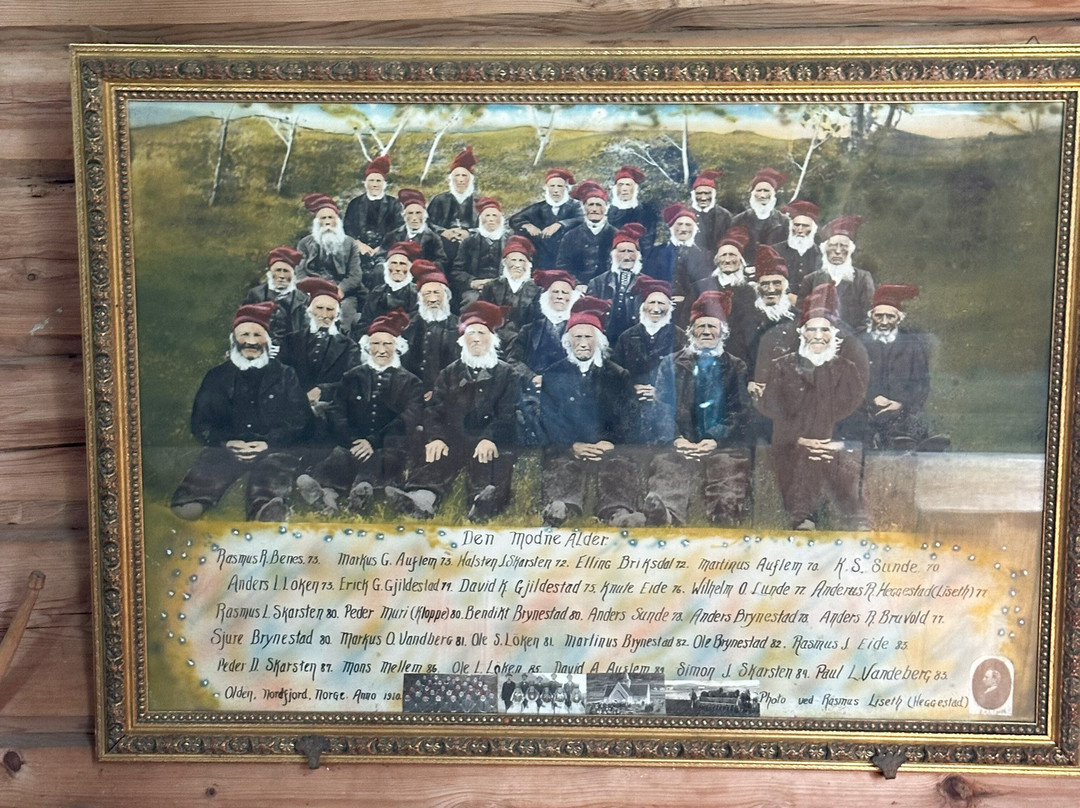 Den Modne Alder
Rasmus R. Benes. 73. Markus G. Auflem 73. Halsten J. Skarsten 72. Elling Briksdal 72. Martinus Auflem 70. K. S. Sunde 70
Anders L. Loken 73. Erick G. Gjildestad 74. David K. Gjildestad 75. Knute Eide 76. Wilhelm O. Lunde 77 Anderas R. Heggestad (Liseth) 77
Rasmus L Skarsten 80. Peder Muri (Kloppe) 80. Bendikt Brynestad 80. Anders Sunde 78 Anders Brynestad 78. Anders R. Bruvold 77.
Sjure Brynestad 80. Markus O. Vandberg 81. Ole S. Löken 81. Martinus Brynestad 82. Ole Brynestad 82. Rasmus J. Eide 85
Peder D. Skarsten 87. Mons Mellem 86. Ole L. Löken 85. David A. Auflem 84 Simon J. Skarsten 84. Paul L. Vandeberg 83.
Olden, Nordfjord, Norge. Anno 1910. Photo ved Rasmus Liseth (Heggestad)